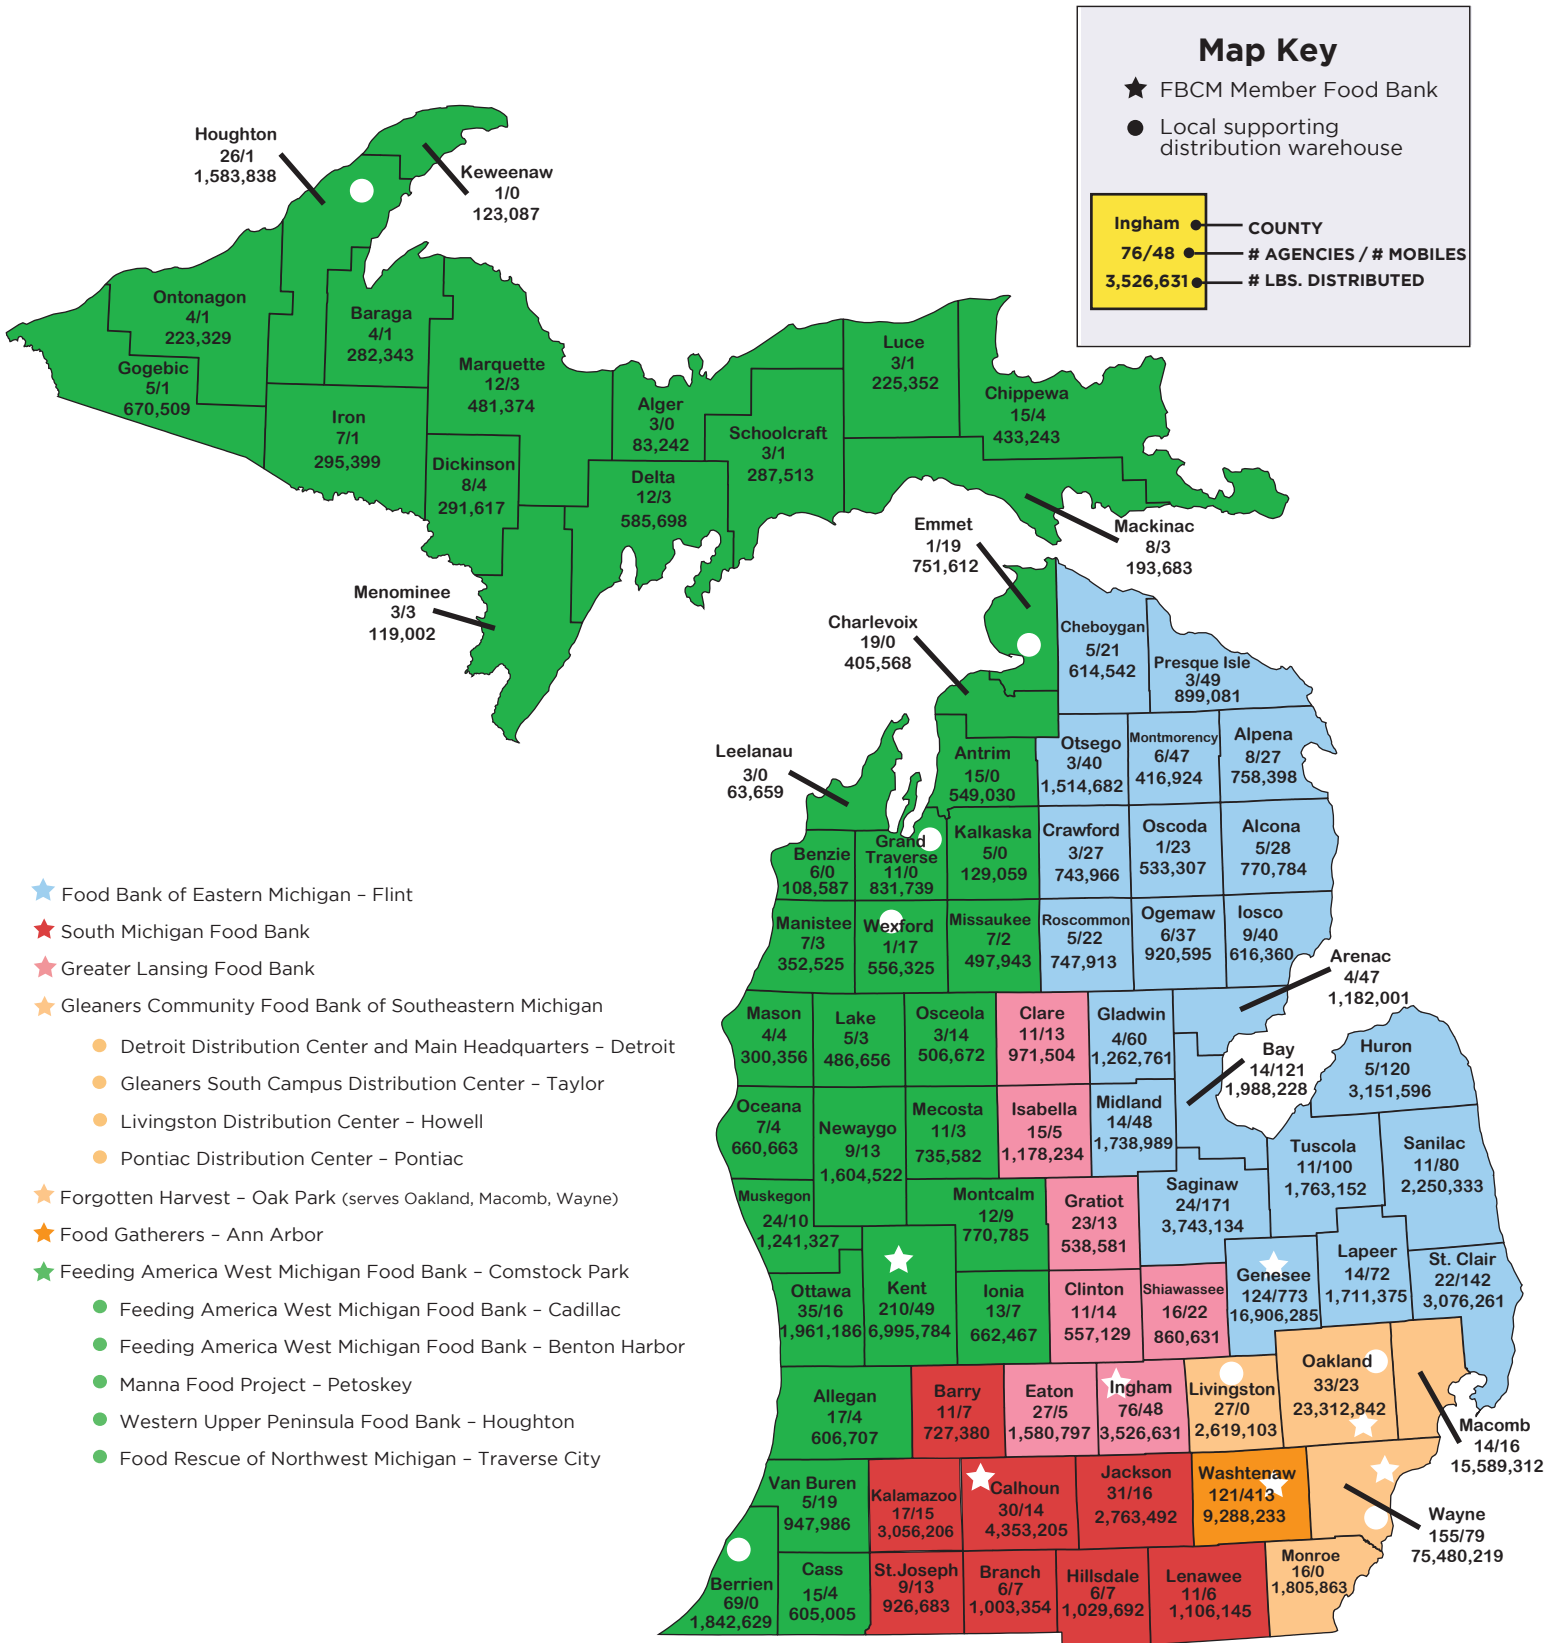 Map Key
FBCM Member Food Bank
Local supporting
distribution warehouse
Ingham
76/48
3,526,631
COUNTY
# AGENCIES / # MOBILES
# LBS. DISTRIBUTED
Houghton
26/1
1,583,838
Keweenaw
1/0
123,087
Ontonagon
4/1
223,329
Gogebic
5/1
670,509
Baraga
4/1
282,343
Iron
7/1
295,399
Marquette
12/3
481,374
Dickinson
8/4
291,617
Menominee
3/3
119,002
Alger
3/0
83,242
Delta
12/3
585,698
Schoolcraft
3/1
287,513
Luce
3/1
225,352
Chippewa
15/4
433,243
Mackinac
8/3
193,683
Emmet
1/19
751,612
Charlevoix
19/0
405,568
Cheboygan
5/21
614,542
Presque Isle
3/49
899,081
Leelanau
3/0
63,659
Antrim
15/0
549,030
Otsego
3/40
1,514,682
Montmorency
6/47
416,924
Alpena
8/27
758,398
Benzie
6/0
108,587
Grand
Traverse
11/0
831,739
Kalkaska
5/0
129,059
Crawford
3/27
743,966
Oscoda
1/23
533,307
Alcona
5/28
770,784
Manistee
7/3
352,525
Wexford
1/17
556,325
Missaukee
7/2
497,943
Roscommon
5/22
747,913
Ogemaw
6/37
920,595
Iosco
9/40
616,360
Arenac
4/47
1,182,001
Mason
4/4
300,356
Lake
5/3
486,656
Osceola
3/14
506,672
Clare
11/13
971,504
Gladwin
4/60
1,262,761
Bay
14/121
1,988,228
Huron
5/120
3,151,596
Oceana
7/4
660,663
Newaygo
9/13
1,604,522
Mecosta
11/3
735,582
Isabella
15/5
1,178,234
Midland
14/48
1,738,989
Tuscola
11/100
1,763,152
Sanilac
11/80
2,250,333
Muskegon
24/10
1,241,327
Montcalm
12/9
770,785
Gratiot
23/13
538,581
Saginaw
24/171
3,743,134
Ottawa
35/16
1,961,186
Kent
210/49
6,995,784
Ionia
13/7
662,467
Clinton
11/14
557,129
Shiawassee
16/22
860,631
Genesee
124/773
16,906,285
Lapeer
14/72
1,711,375
St. Clair
22/142
3,076,261
Allegan
17/4
606,707
Barry
11/7
727,380
Eaton
27/5
1,580,797
Ingham
76/48
3,526,631
Livingston
27/0
2,619,103
Oakland
33/23
23,312,842
Macomb
14/16
15,589,312
Van Buren
5/19
947,986
Kalamazoo
17/15
3,056,206
Calhoun
30/14
4,353,205
Jackson
31/16
2,763,492
Washtenaw
121/413
9,288,233
Wayne
155/79
75,480,219
Berrien
69/0
1,842,629
Cass
15/4
605,005
St.Joseph
9/13
926,683
Branch
6/7
1,003,354
Hillsdale
6/7
1,029,692
Lenawee
11/6
1,106,145
Monroe
16/0
1,805,863
Food Bank of Eastern Michigan – Flint
South Michigan Food Bank
Greater Lansing Food Bank
Gleaners Community Food Bank of Southeastern Michigan
Detroit Distribution Center and Main Headquarters – Detroit
Gleaners South Campus Distribution Center – Taylor
Livingston Distribution Center – Howell
Pontiac Distribution Center – Pontiac
Forgotten Harvest – Oak Park (serves Oakland, Macomb, Wayne)
Food Gatherers – Ann Arbor
Feeding America West Michigan Food Bank – Comstock Park
Feeding America West Michigan Food Bank – Cadillac
Feeding America West Michigan Food Bank – Benton Harbor
Manna Food Project – Petoskey
Western Upper Peninsula Food Bank – Houghton
Food Rescue of Northwest Michigan – Traverse City